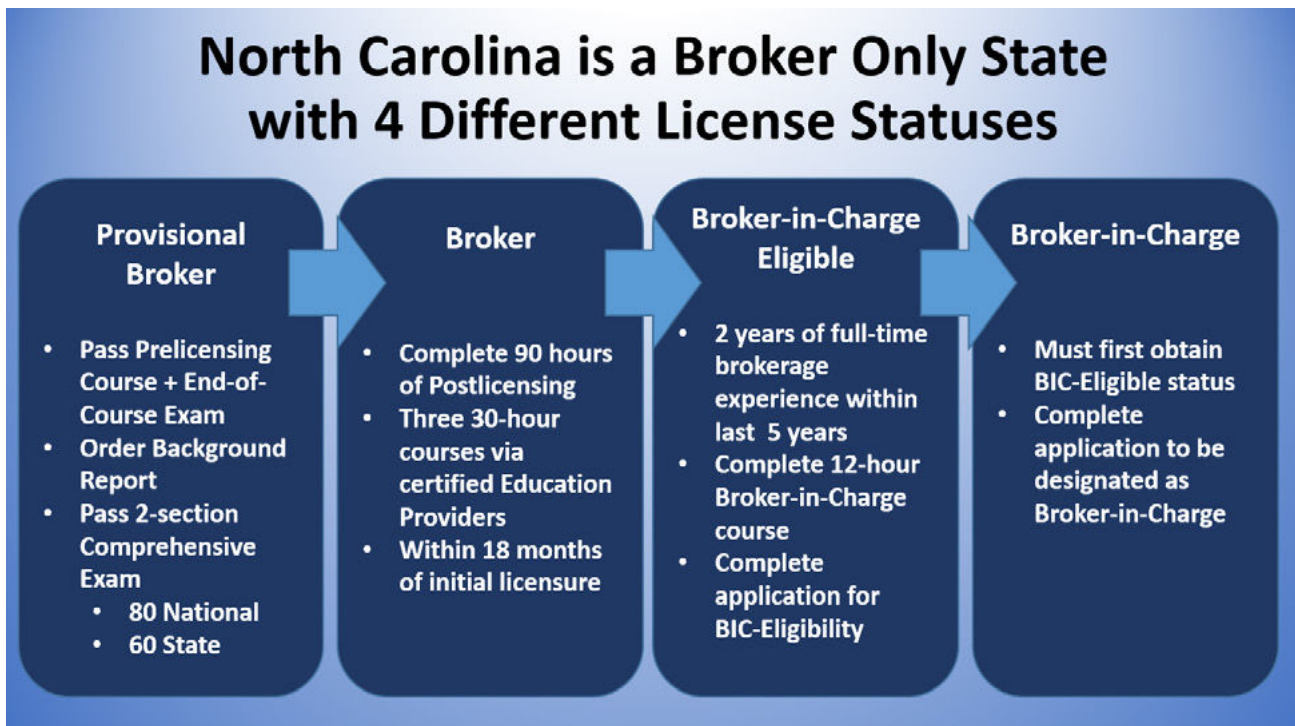 North Carolina is a Broker Only State
with 4 Different License Statuses
Provisional
Broker
• Pass Prelicensing
Course + End-of-
Course Exam
• Order Background
Report
• Pass 2-section
Comprehensive
Exam
• 80 National
• 60 State
Broker
• Complete 90 hours
of Postlicensing
• Three 30-hour
courses via
certified Education
Providers
• Within 18 months
of initial licensure
Broker-in-Charge
Eligible
• 2 years of full-time
brokerage
experience within
last 5 years
• Complete 12-hour
Broker-in-Charge
course
• Complete
application for
BIC-Eligibility
Broker-in-Charge
• Must first obtain
BIC-Eligible status
• Complete
application to be
designated as
Broker-in-Charge